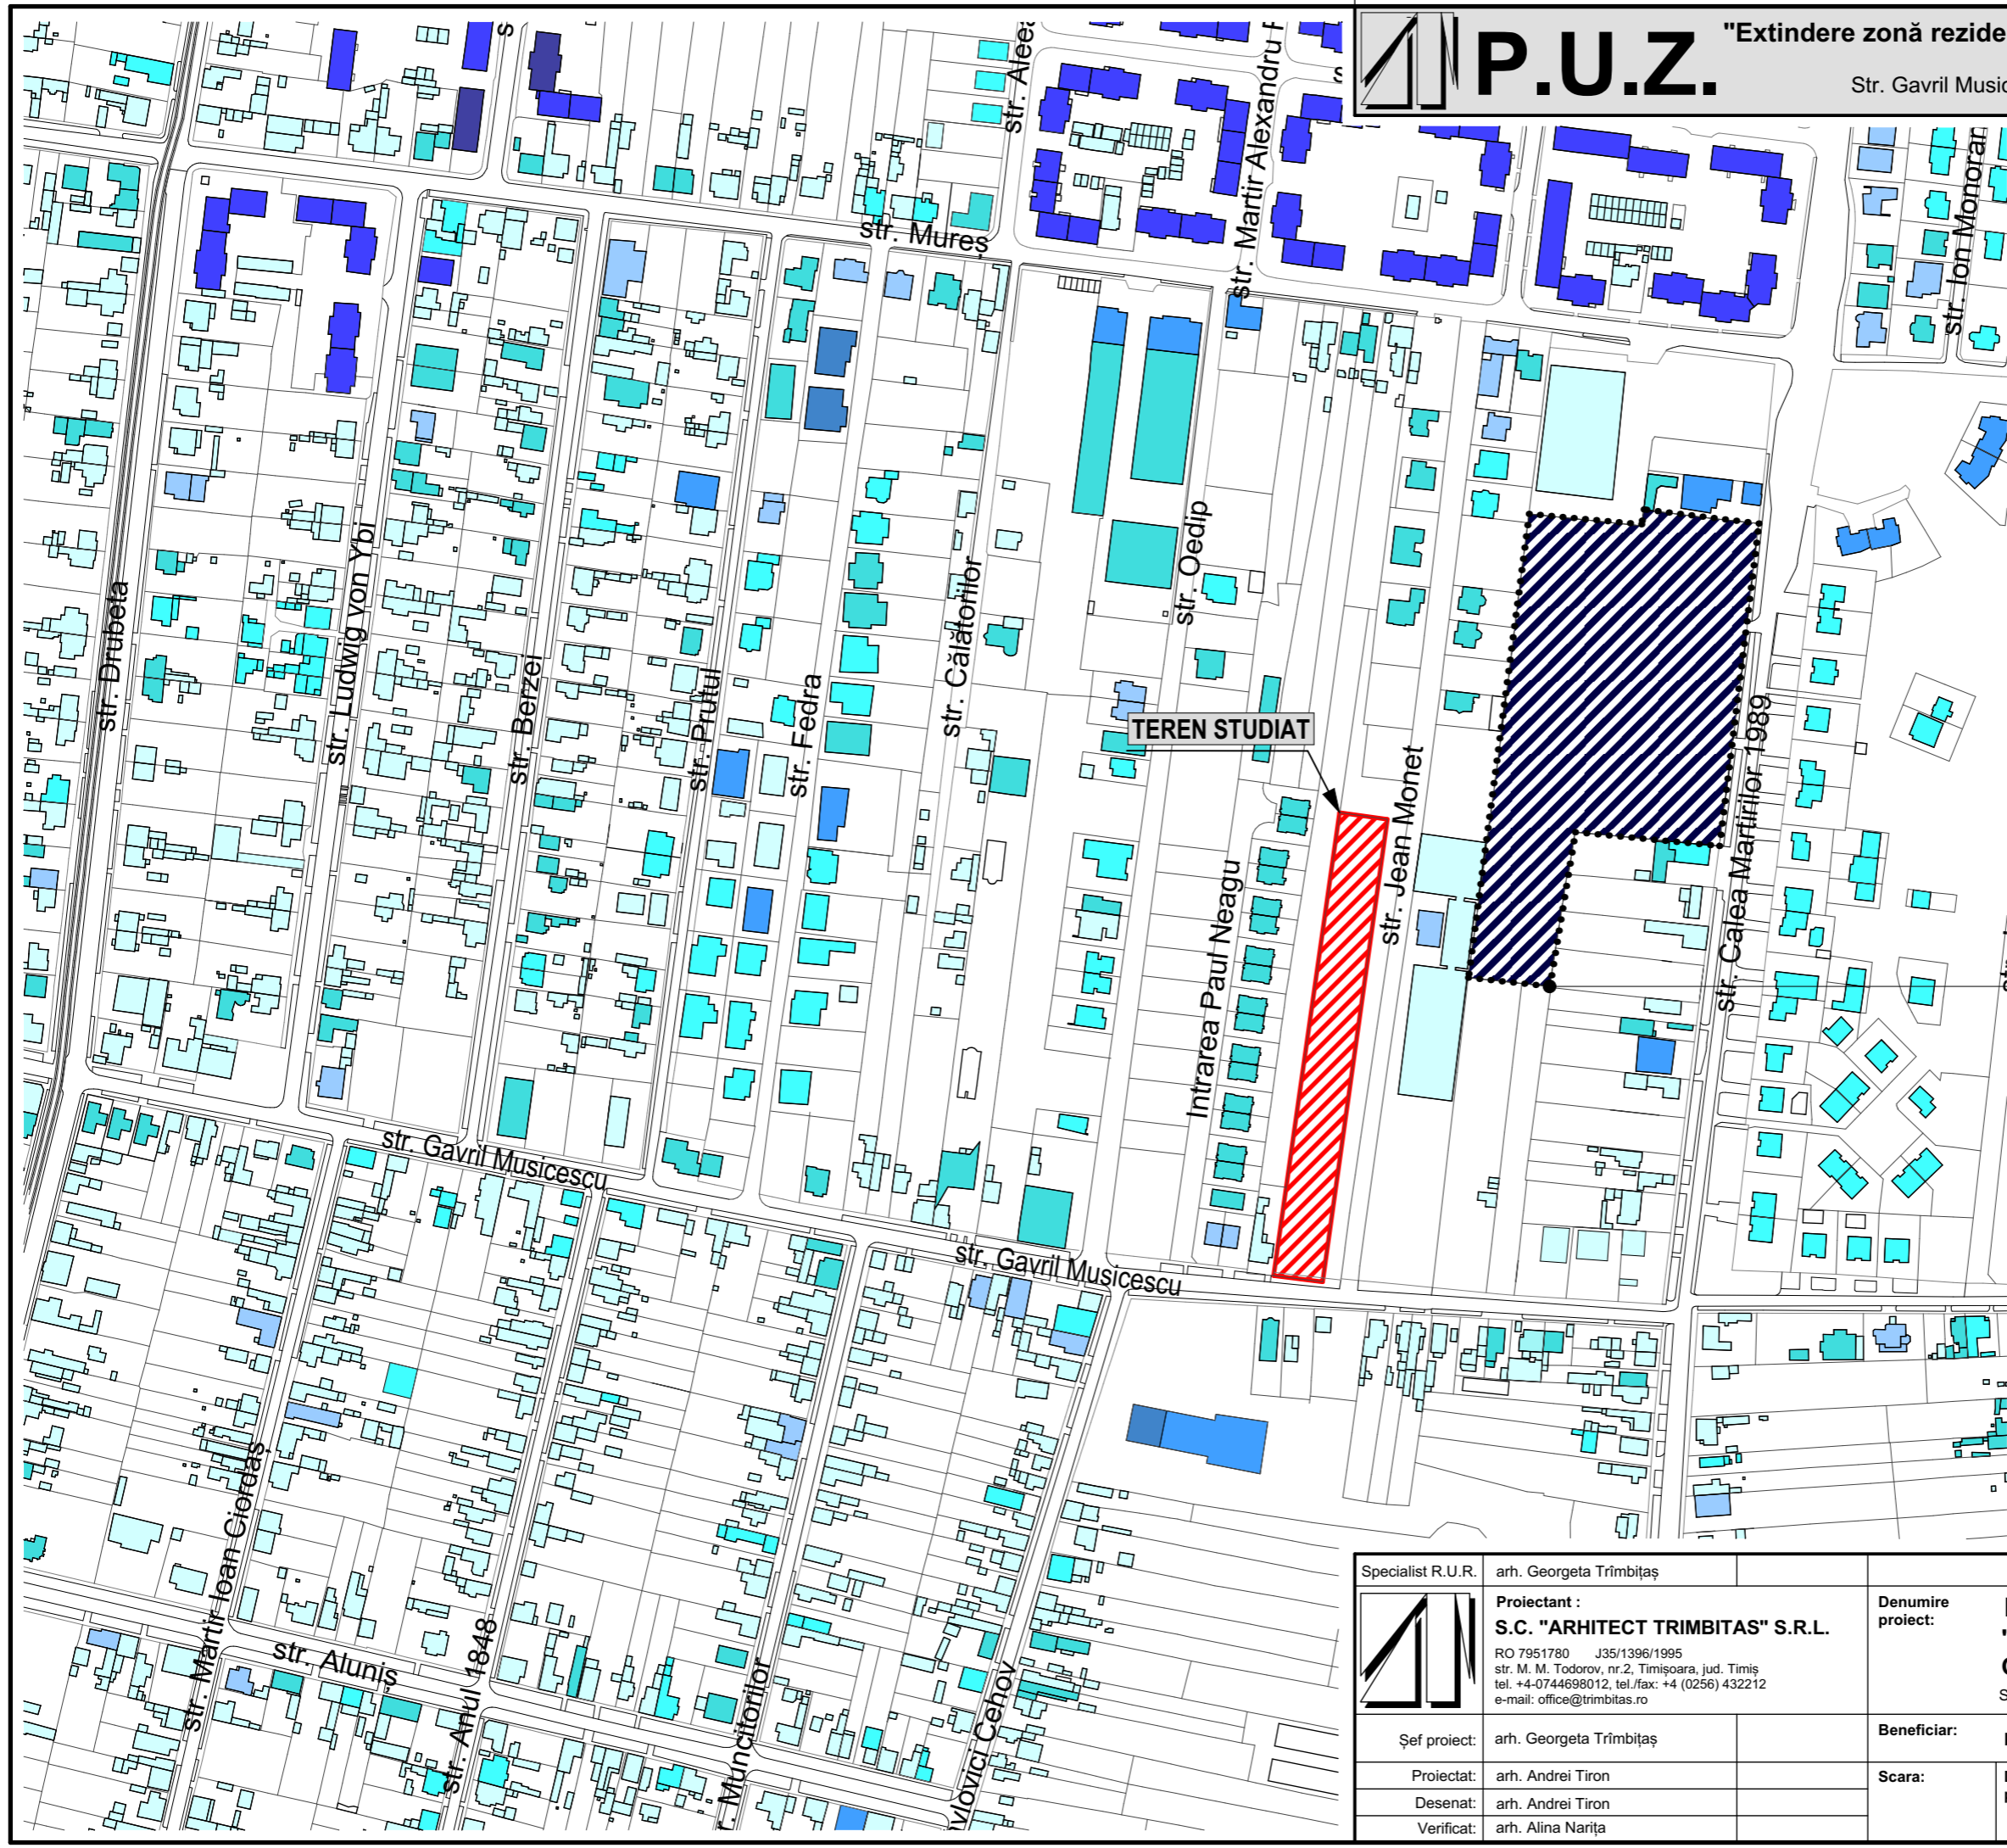 P.U.Z.
"Extindere zonă rezide
Str. Gavril Music
str. Aleea
str. Martir Alexandru F
str. Ion Monoran
str. Mureș
str. Drubeta
str. Ludwig von Ybl
str. Berzei
str. Prutul
str. Fedra
str. Călătorilor
str. Oedip
TEREN STUDIAT
str. Jean Monet
Intrarea Paul Neagu
str. Calea Martirilor 1989
str. Gavril Musicescu
str. Gavril Musicescu
str. Martir Ioan Ciordaș
str. Aluniș
str. Anul 1848
r. Muncitorilor
avlovici Cehov
Specialist R.U.R. arh. Georgeta Trîmbițaș
Proiectant :
S.C. "ARHITECT TRIMBITAS" S.R.L.
RO 7951780 J35/1396/1995
str. M. M. Todorov, nr.2, Timișoara, jud. Timiș
tel. +4-0744698012, tel./fax: +4 (0256) 432212
e-mail: office@trimbitas.ro
Denumire
proiect:
Șef proiect: arh. Georgeta Trîmbițaș
Beneficiar:
Proiectat: arh. Andrei Tiron
Scara:
Desenat: arh. Andrei Tiron
Verificat: arh. Alina Narița